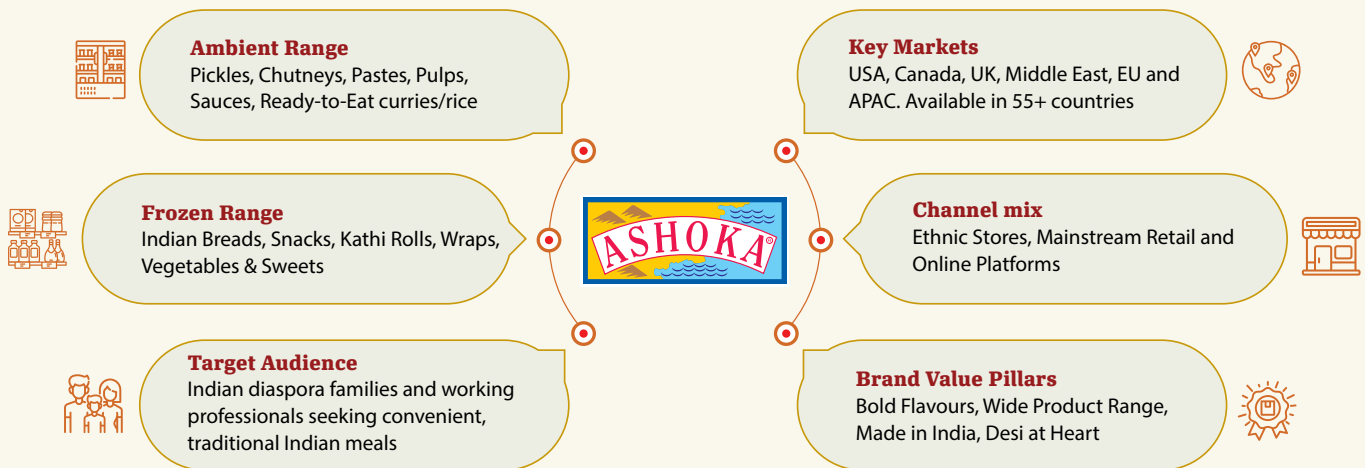 Ambient Range
Pickles, Chutneys, Pastes, Pulps,
Sauces, Ready-to-Eat curries/rice
Frozen Range
Indian Breads, Snacks, Kathi Rolls, Wraps,
Vegetables & Sweets
Target Audience
Indian diaspora families and working
professionals seeking convenient,
traditional Indian meals
ASHOKA®
Key Markets
USA, Canada, UK, Middle East, EU and
APAC. Available in 55+ countries
Channel mix
Ethnic Stores, Mainstream Retail and
Online Platforms
Brand Value Pillars
Bold Flavours, Wide Product Range,
Made in India, Desi at Heart